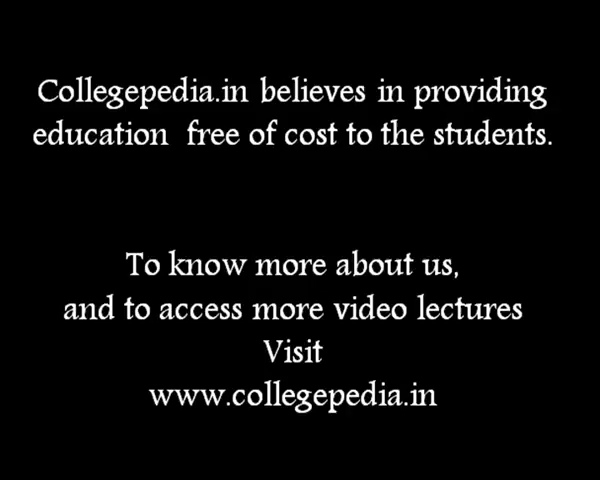 Collegepedia.in believes in providing
education  free of cost to the students.
To know more about us,
and to access more video lectures
Visit
www.collegepedia.in